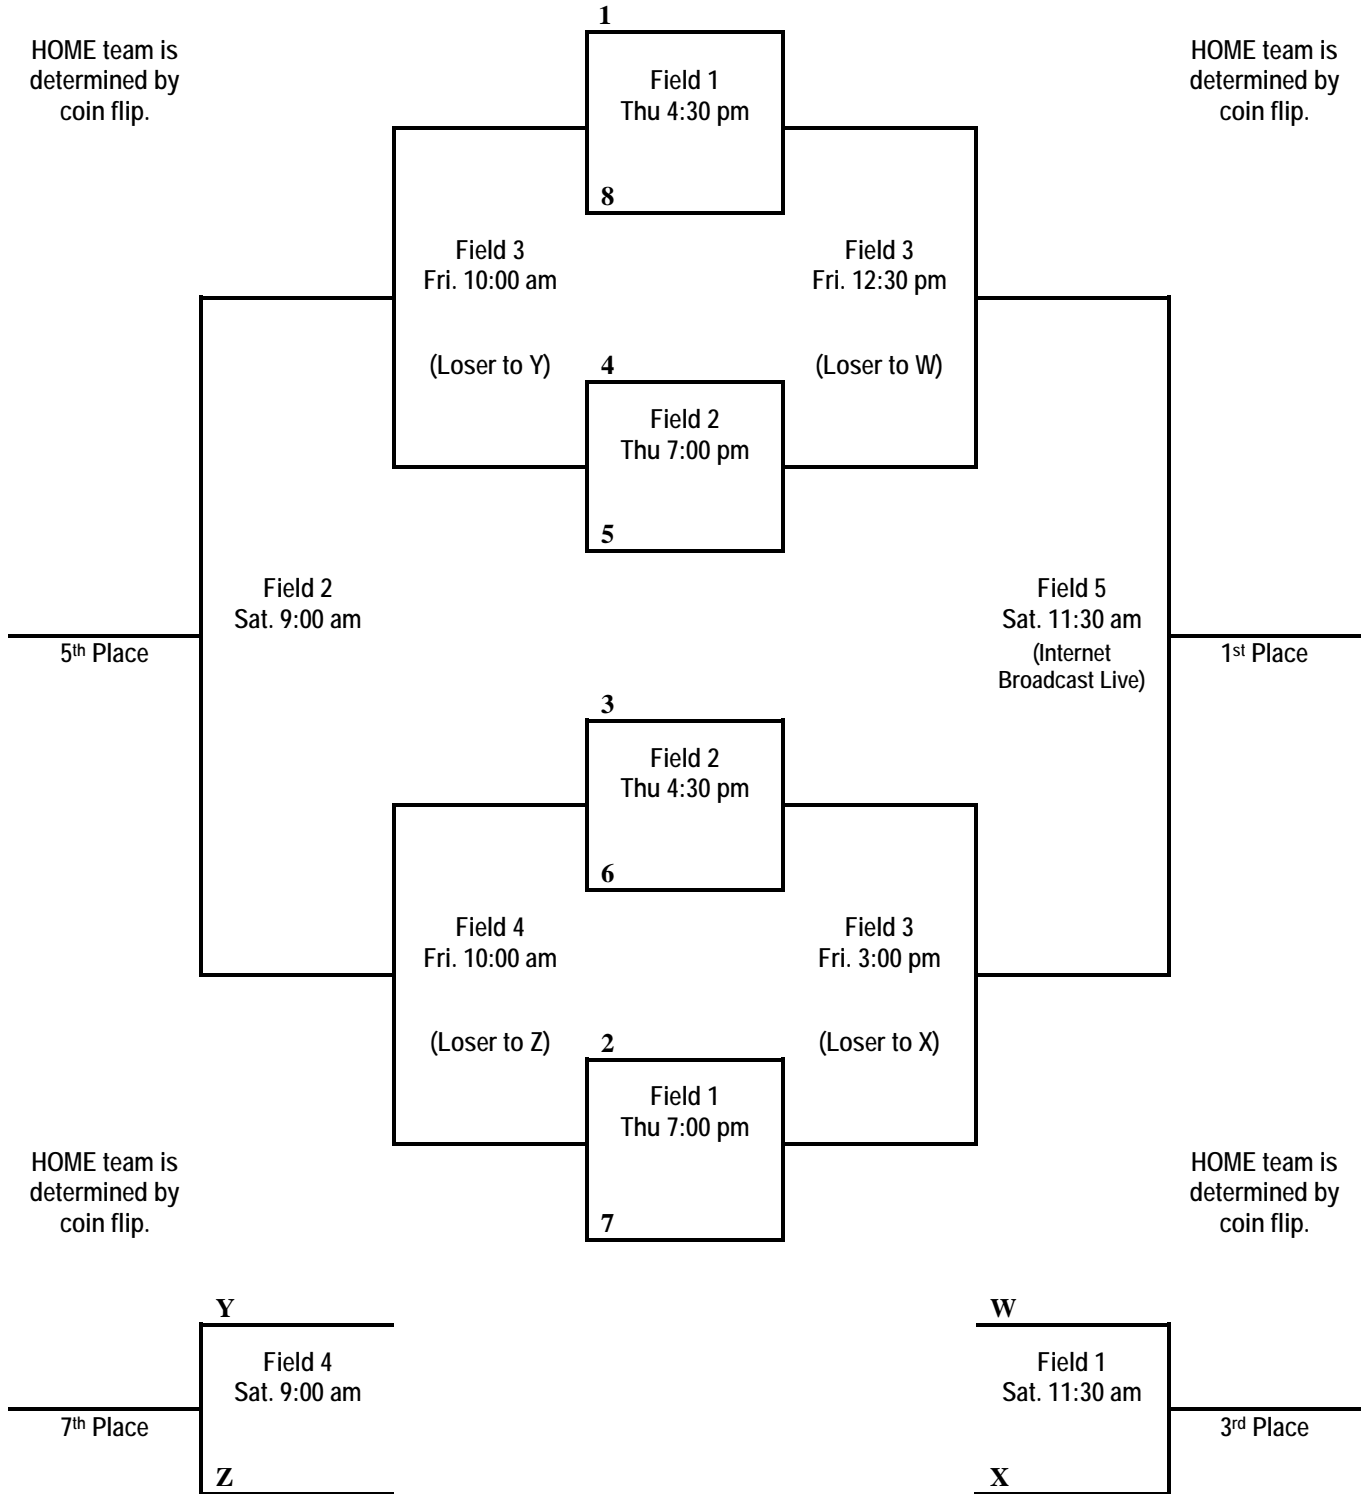 1
HOME team is
determined by
coin flip.
Field 1
Thu 4:30 pm
HOME team is
determined by
coin flip.
8
Field 3
Fri. 10:00 am
Field 3
Fri. 12:30 pm
(Loser to Y)
4
(Loser to W)
Field 2
Thu 7:00 pm
5
Field 2
Sat. 9:00 am
Field 5
Sat. 11:30 am
(Internet
Broadcast Live)
5th Place
1st Place
3
Field 2
Thu 4:30 pm
6
Field 4
Fri. 10:00 am
Field 3
Fri. 3:00 pm
(Loser to Z)
2
(Loser to X)
Field 1
Thu 7:00 pm
HOME team is
determined by
coin flip.
7
HOME team is
determined by
coin flip.
Y
Field 4
Sat. 9:00 am
7th Place
Z
W
Field 1
Sat. 11:30 am
3rd Place
X